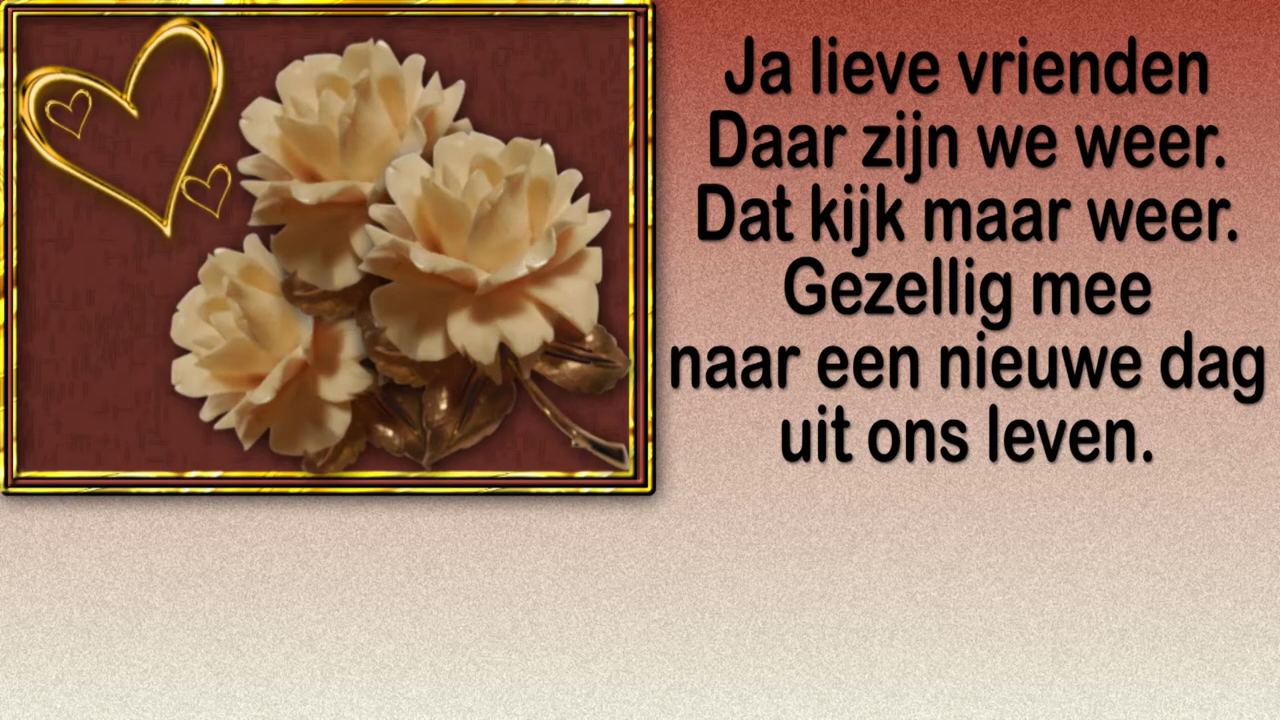 Ja lieve vrienden
Daar zijn we weer.
Dat kijk maar weer.
Gezellig mee
naar een nieuwe dag
uit ons leven.